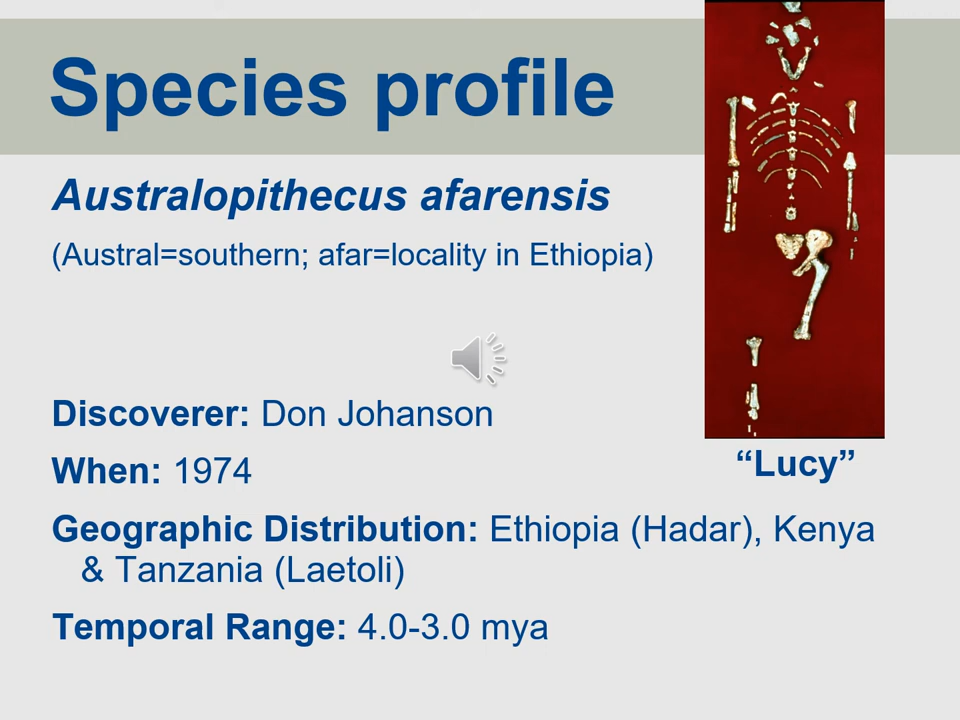 Species profile
Australopithecus afarensis
(Austral=southern; afar=locality in Ethiopia)
Discoverer: Don Johanson
When: 1974
“Lucy”
Geographic Distribution: Ethiopia (Hadar), Kenya
& Tanzania (Laetoli)
Temporal Range: 4.0-3.0 mya